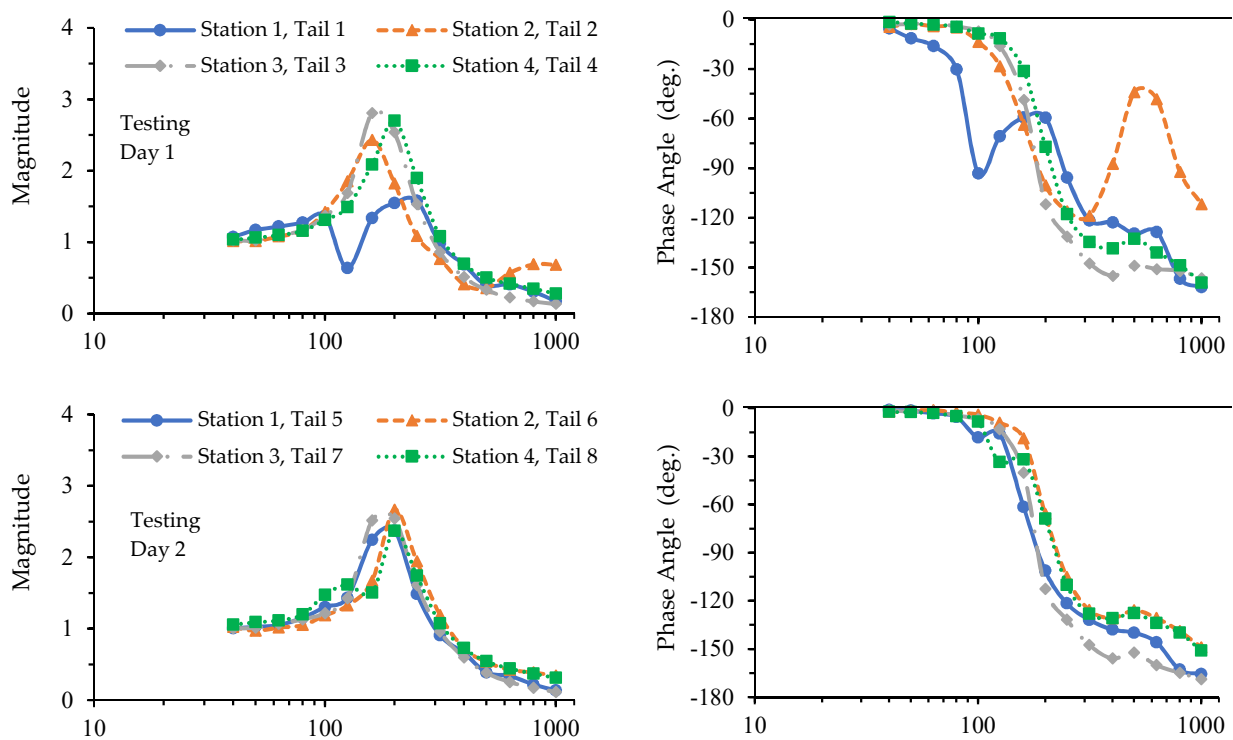 4
3
2
1
0
Magnitude
Station 1, Tail 1
Station 2, Tail 2
Station 3, Tail 3
Station 4, Tail 4
Testing
Day 1
10
100
1000
0
-30
-60
-90
-120
-150
-180
Phase Angle (deg.)
10
100
1000
4
3
2
1
0
Magnitude
Station 1, Tail 5
Station 2, Tail 6
Station 3, Tail 7
Station 4, Tail 8
Testing
Day 2
10
100
1000
0
-30
-60
-90
-120
-150
-180
Phase Angle (deg.)
10
100
1000